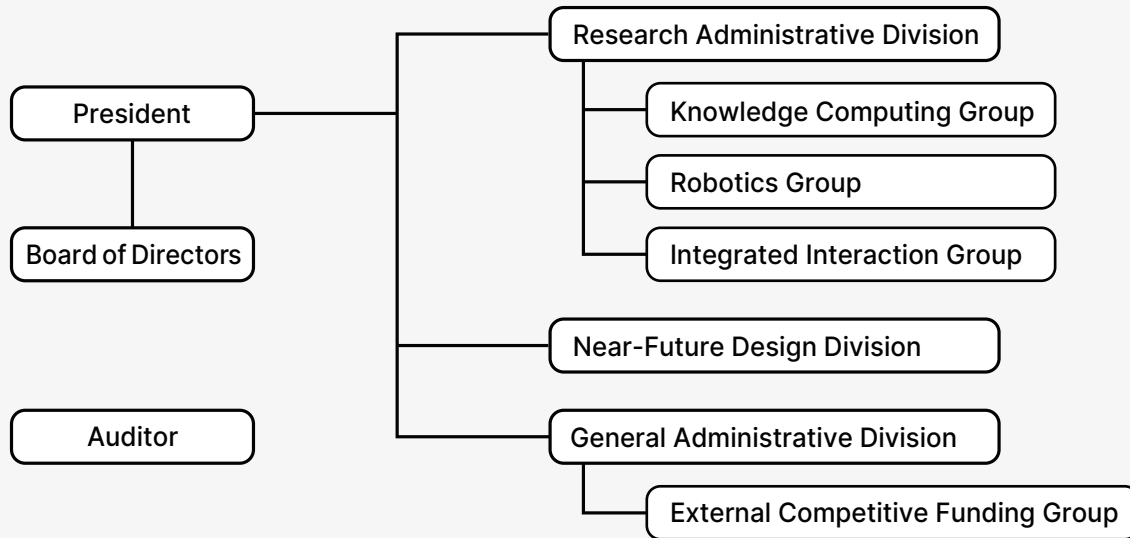 President
Board of Directors
Auditor
Research Administrative Division
Knowledge Computing Group
Robotics Group
Integrated Interaction Group
Near-Future Design Division
General Administrative Division
External Competitive Funding Group